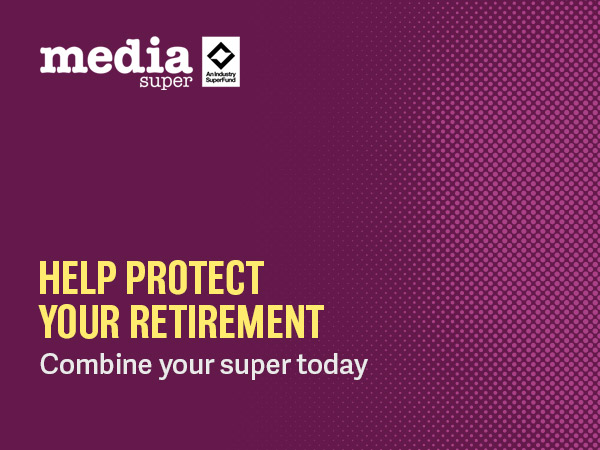 media
super
An Industry
SuperFund
HELP PROTECT
YOUR RETIREMENT
Combine your super today